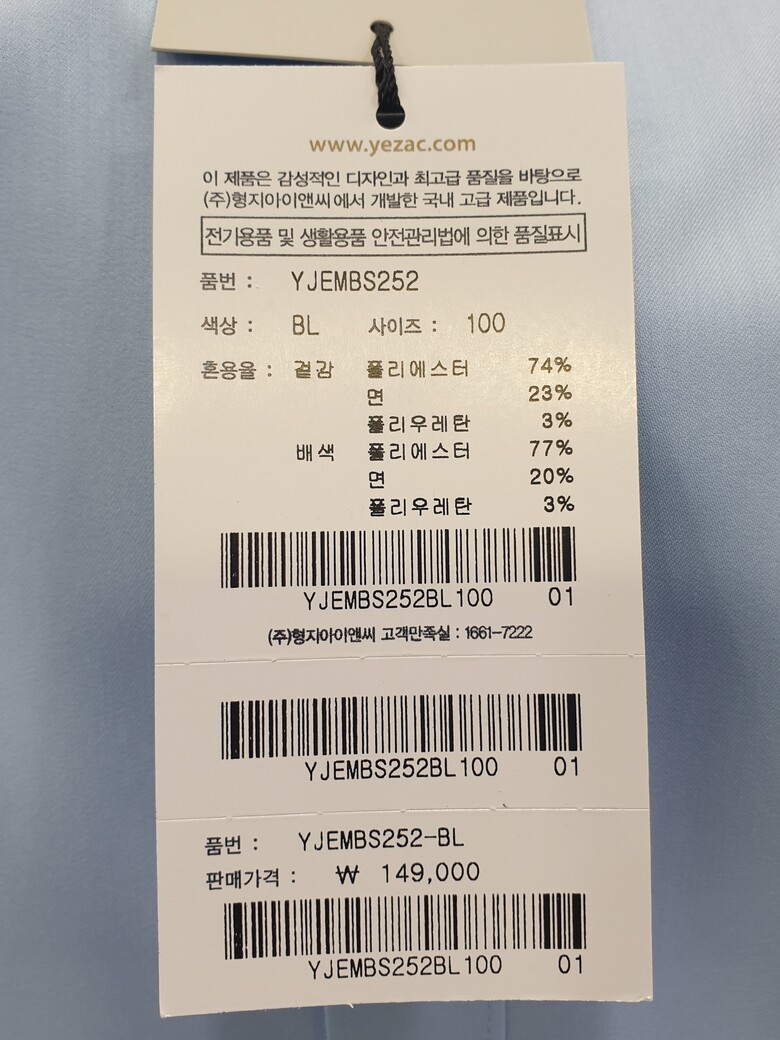 www.yezac.com
이 제품은 감성적인 디자인과 최고급 품질을 바탕으로
(주)형지아이앤씨에서 개발한 국내 고급 제품입니다.
전기용품 및 생활용품 안전관리법에 의한 품질표시
품번 : YJEMBS252
색상 : BL 사이즈 : 100
혼용율 : 겉감 폴리에스터 74%
면 23%
폴리우레탄 3%
배색 폴리에스터 77%
면 20%
폴리우레탄 3%
YJEMBS252BL100 01
(주)형지아이앤씨 고객만족실 : 1661-7222
YJEMBS252BL100 01
품번 : YJEMBS252-BL
판매가격 : ₩ 149,000
YJEMBS252BL100 01